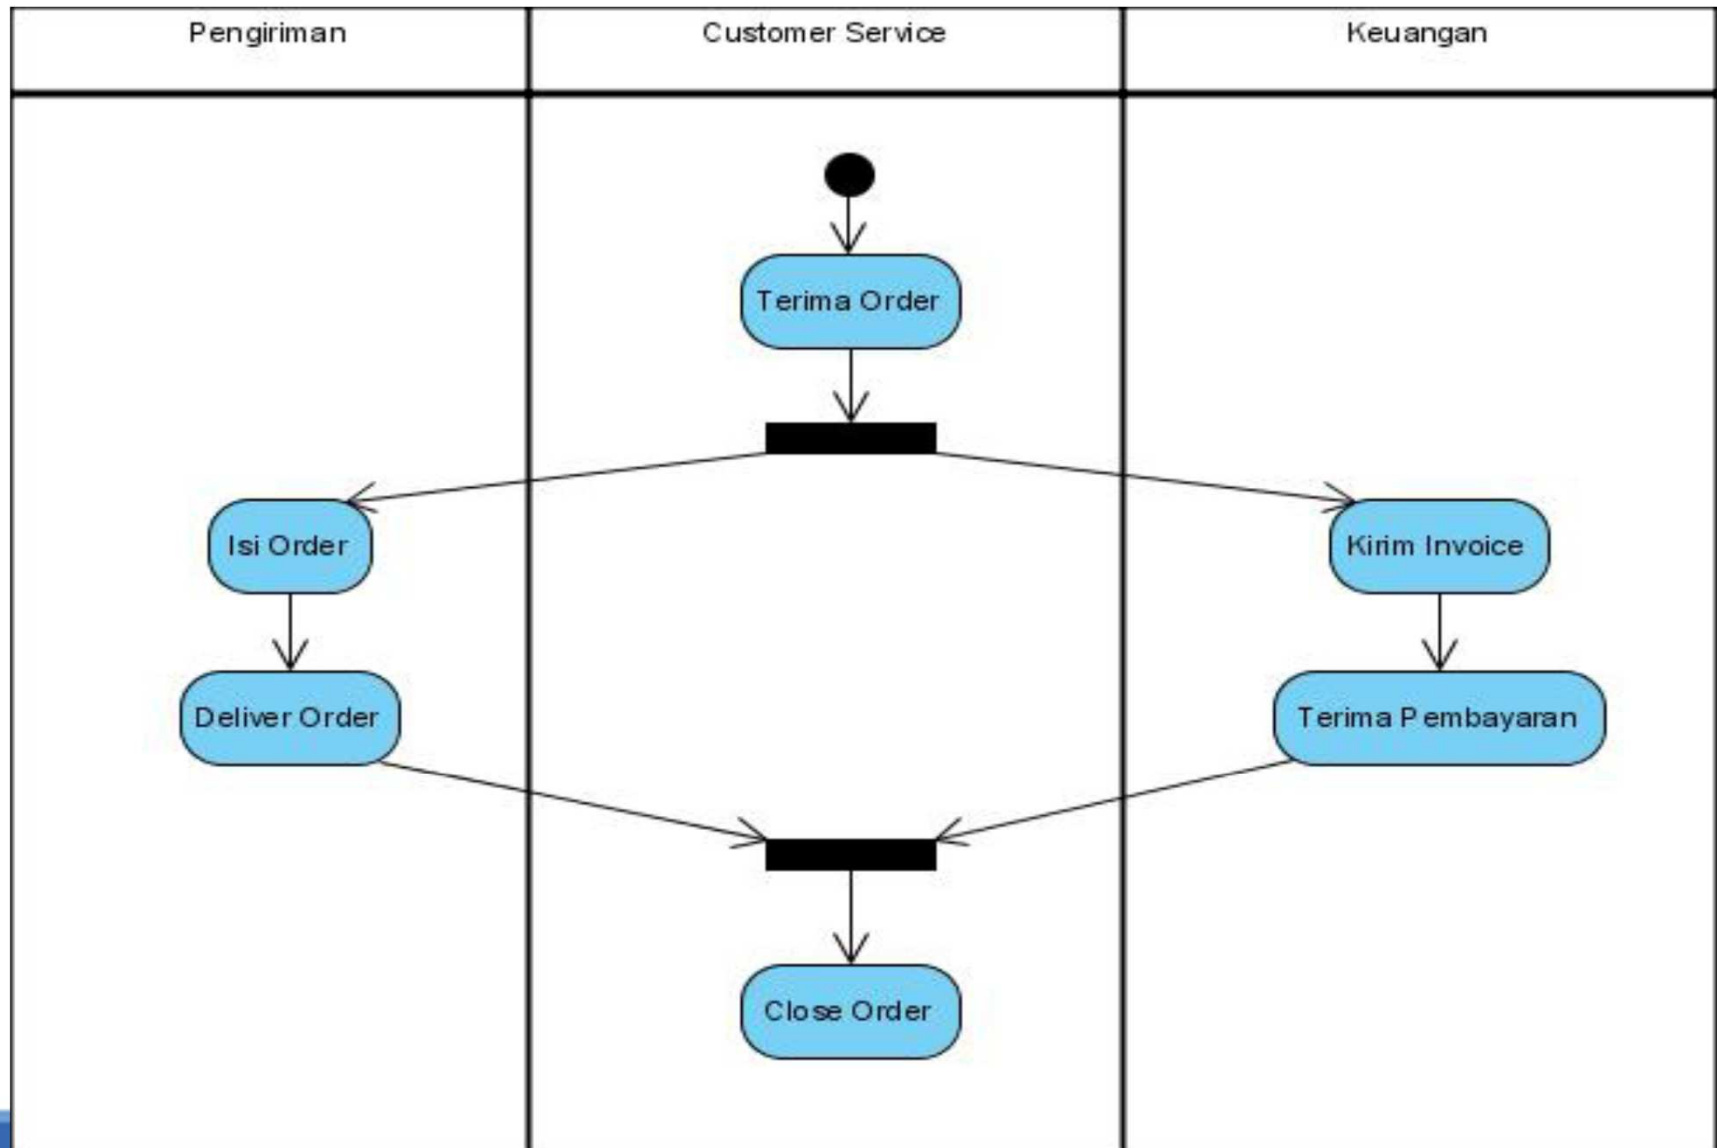 Pengiriman
Customer Service
Keuangan
Terima Order
Isi Order
Kirim Invoice
Deliver Order
Terima Pembayaran
Close Order